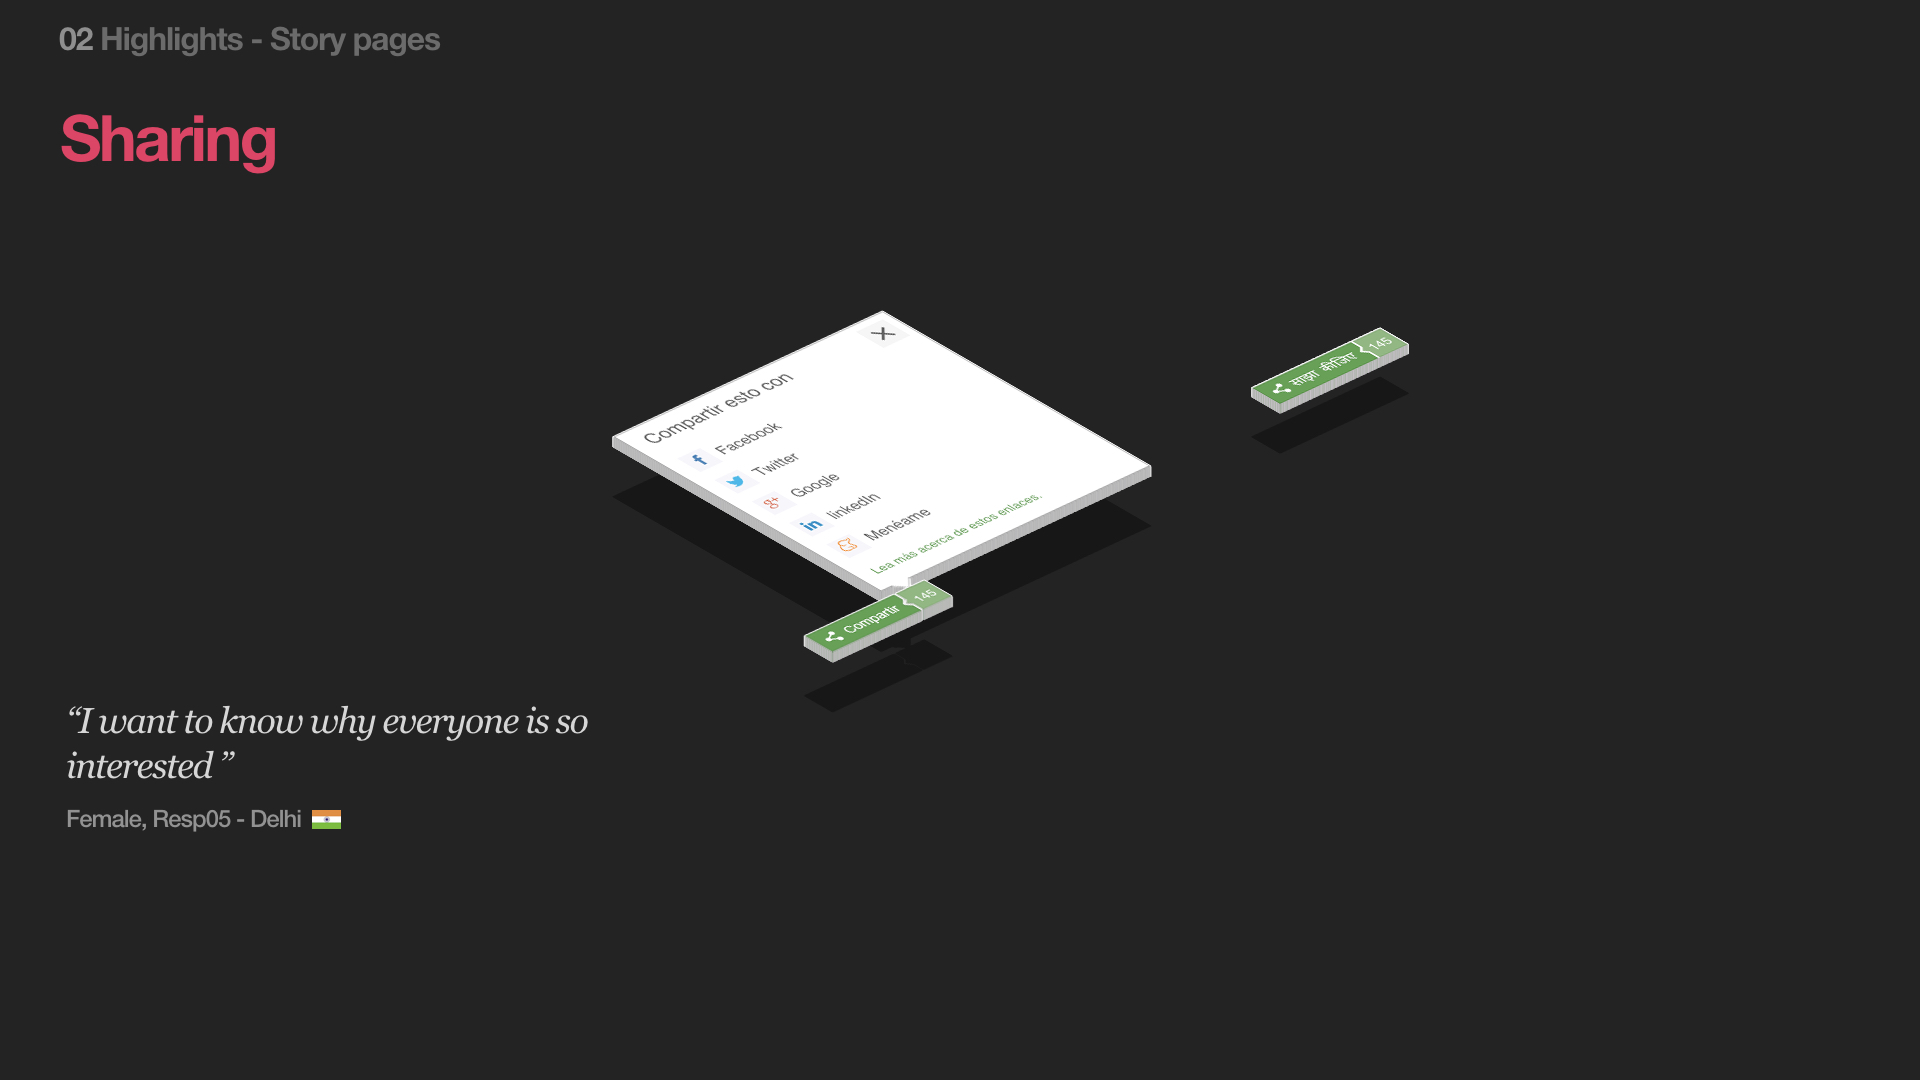 02 Highlights - Story pages
Sharing
Compartir esto con
Facebook
Twitter
Google
linkedIn
Menéame
Lea más acerca de estos enlaces.
Compartir 145
साझा कीजिए 145
“I want to know why everyone is so
interested ”
Female, Resp05 - Delhi